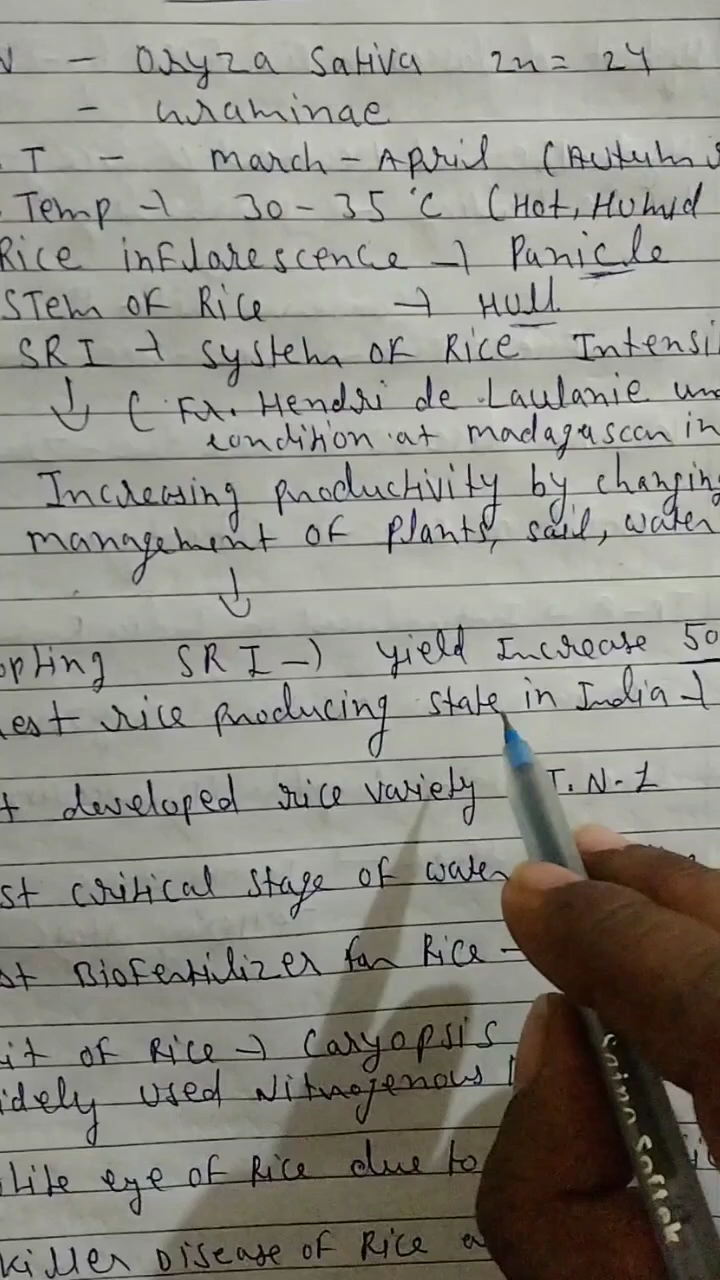 - Oryza Sativa 2n = 24
- Graminae
T - March - April (Autum
Temp → 30 - 35 °C (Hot, Humid
Rice inflorescence → Panicle
Stem of Rice → Hull
SRI → System of Rice Intensi
↓ ( Fr. Hendri de Laulanie un
condition at madagascar in
Increasing productivity by changing
management of plants, soil, water
↓
opting SRI → yield Increase 50
est rice producing state in India →
t developed rice variety T.N-1
st critical stage of water
st Biofertilizer for Rice -
it of Rice → Caryopsis
idely used Nitrogenous
lite eye of Rice due to
killer Disease of Rice
Saino Softek